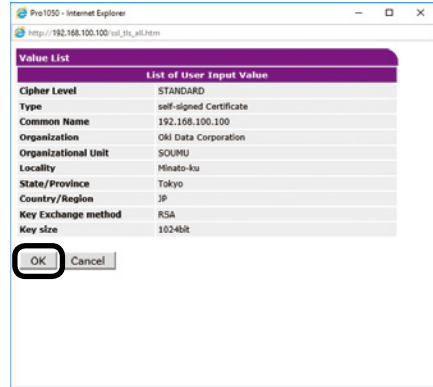 Pro1050 - Internet Explorer
http://192.168.100.100/ssl_tls_all.htm
Value List
List of User Input Value
Cipher Level STANDARD
Type self-signed Certificate
Common Name 192.168.100.100
Organization Oki Data Corporation
Organizational Unit SOUMU
Locality Minato-ku
State/Province Tokyo
Country/Region JP
Key Exchange method RSA
Key size 1024bit
OK Cancel